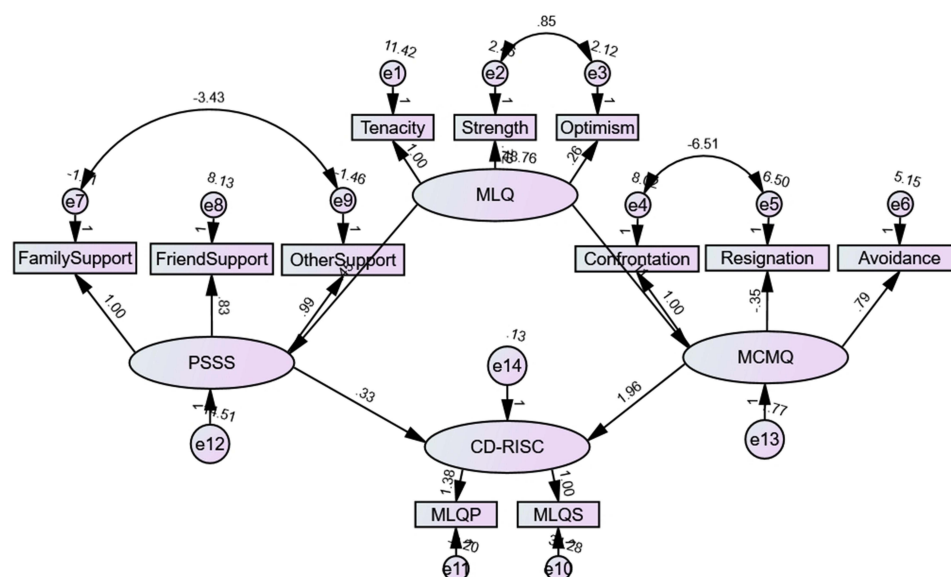 .85
11.42
2.12
e1
e2
e3
1
1
1
-3.43
Tenacity
Strength
Optimism
1.00
.26
-6.51
8.13
-1.46
6.50
5.15
MLQ
e7
e8
e9
e4
e5
e6
1
1
1
1
1
1
FamilySupport
FriendSupport
OtherSupport
Confrontation
Resignation
Avoidance
1.00
.83
.99
1.00
-.35
.79
.13
PSSS
MCMQ
e14
.33
1.96
1
1
1
e12
e13
CD-RISC
1.38
1.00
MLQP
MLQS
e11
e10